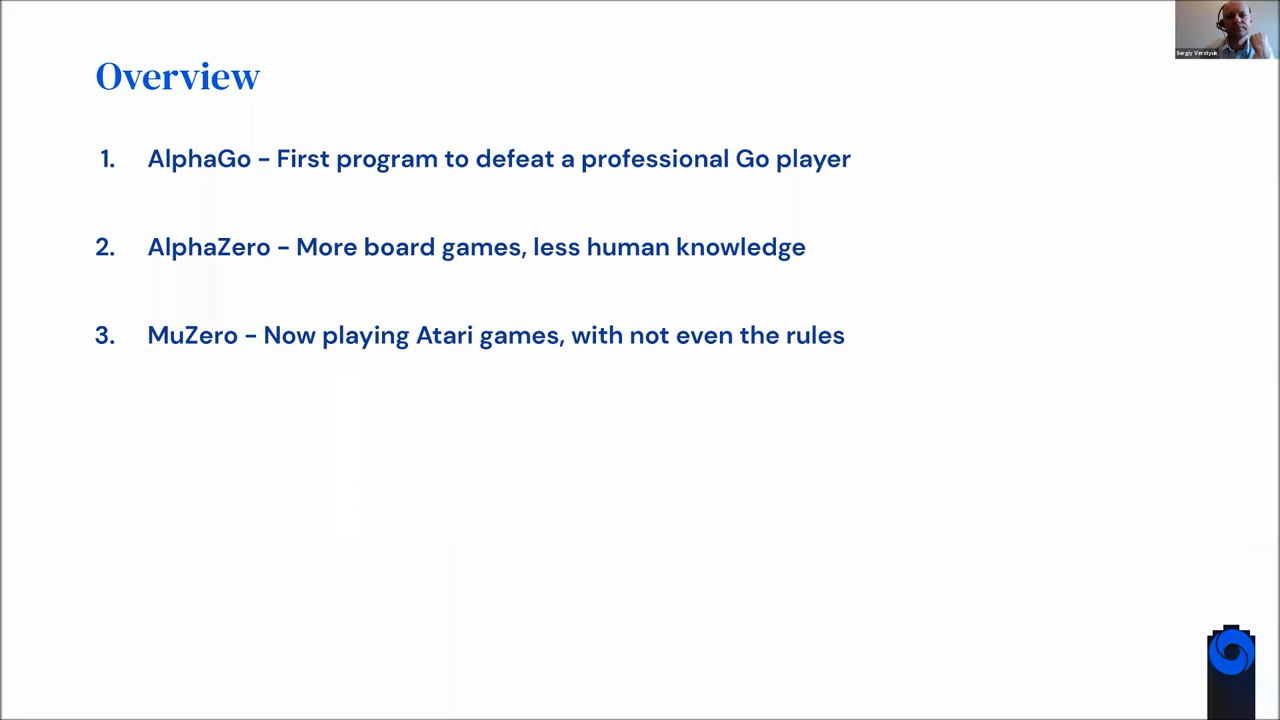 Overview
1. AlphaGo – First program to defeat a professional Go player
2. AlphaZero – More board games, less human knowledge
3. MuZero – Now playing Atari games, with not even the rules
Sergiy Verstyuk